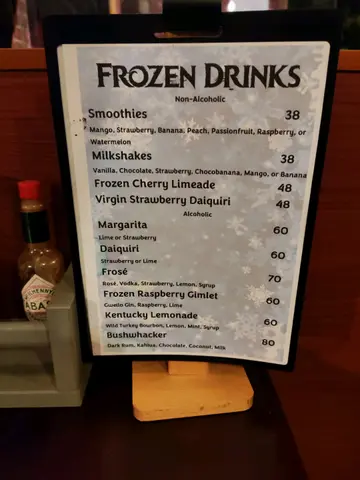 FROZEN DRINKS
Non-Alcoholic
Smoothies 38
Mango, Strawberry, Banana, Peach, Passionfruit, Raspberry, or
Watermelon
Milkshakes 38
Vanilla, Chocolate, Strawberry, Chocobanana, Mango, or Banana
Frozen Cherry Limeade 48
Virgin Strawberry Daiquiri 48
Alcoholic
Margarita 60
Lime or Strawberry
Daiquiri 60
Strawberry or Lime
Frosé 70
Rosé, Vodka, Strawberry, Lemon, Syrup
Frozen Raspberry Gimlet 60
Gin, Raspberry, Lime
Kentucky Lemonade 60
Wild Turkey Bourbon, Lemon, Mint, Syrup
Bushwhacker 80
Dark Rum, Kahlua, Chocolate, Coconut, Milk